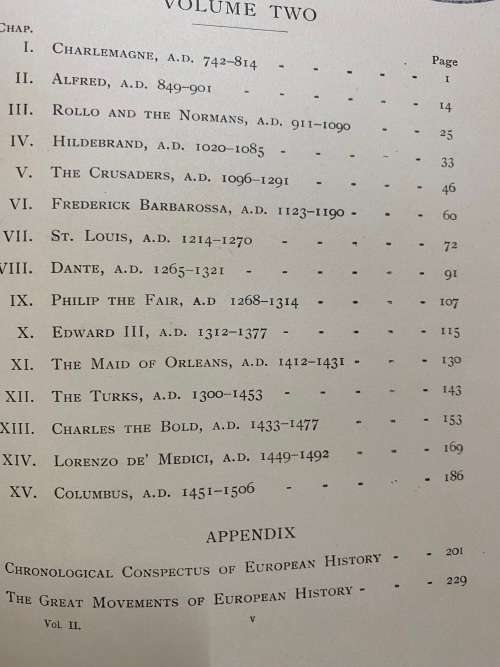 VOLUME TWO
CHAP. Page
I. CHARLEMAGNE, A.D. 742–814 - - - - - 1
II. ALFRED, A.D. 849–901 - - - - - 14
III. ROLLO AND THE NORMANS, A.D. 911–1090 - - 25
IV. HILDEBRAND, A.D. 1020–1085 - - - - - 33
V. THE CRUSADERS, A.D. 1096–1291 - - - - 46
VI. FREDERICK BARBAROSSA, A.D. 1123–1190 - - - 60
VII. ST. LOUIS, A.D. 1214–1270 - - - - - 72
VIII. DANTE, A.D. 1265–1321 - - - - - - 91
IX. PHILIP THE FAIR, A.D 1268–1314 - - - - 107
X. EDWARD III, A.D. 1312–1377 - - - - - 115
XI. THE MAID OF ORLEANS, A.D. 1412–1431 - - - 130
XII. THE TURKS, A.D. 1300–1453 - - - - - 143
XIII. CHARLES THE BOLD, A.D. 1433–1477 - - - 153
XIV. LORENZO DE' MEDICI, A.D. 1449–1492 - - - 169
XV. COLUMBUS, A.D. 1451–1506 - - - - - 186
APPENDIX
CHRONOLOGICAL CONSPECTUS OF EUROPEAN HISTORY - - 201
THE GREAT MOVEMENTS OF EUROPEAN HISTORY - - - 229
VOL. II. v